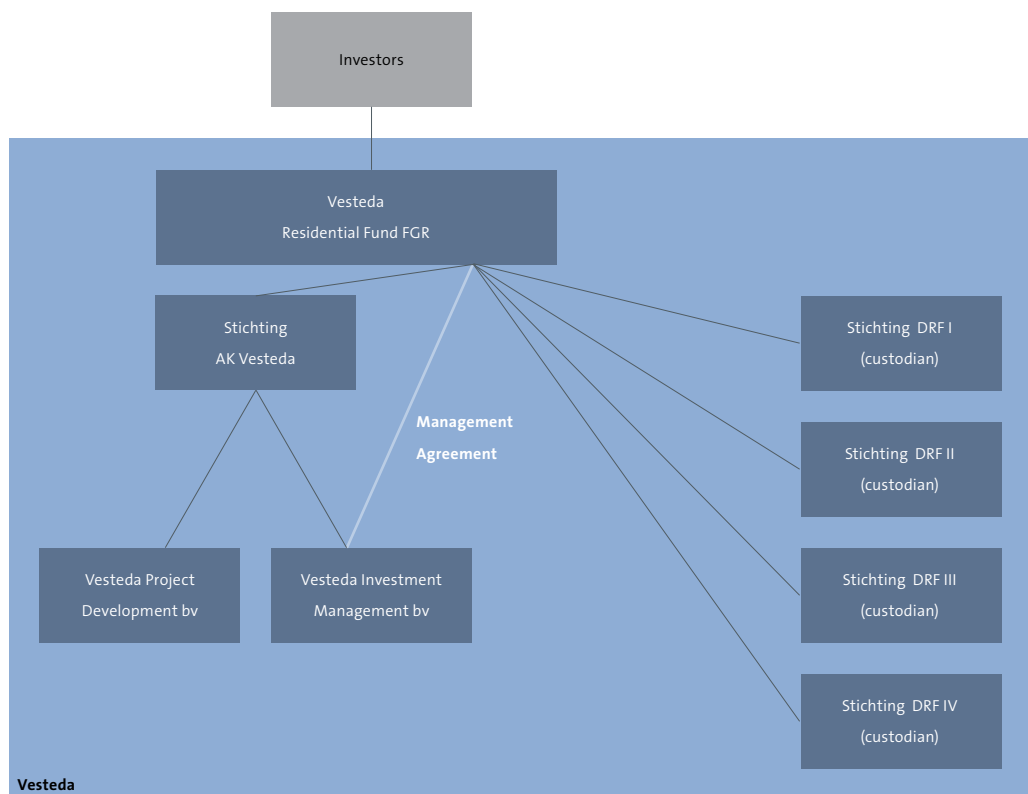 Investors
Vesteda
Residential Fund FGR
Stichting
AK Vesteda
Stichting DRF I
(custodian)
Management
Agreement
Stichting DRF II
(custodian)
Vesteda Project
Development bv
Vesteda Investment
Management bv
Stichting DRF III
(custodian)
Stichting DRF IV
(custodian)
Vesteda